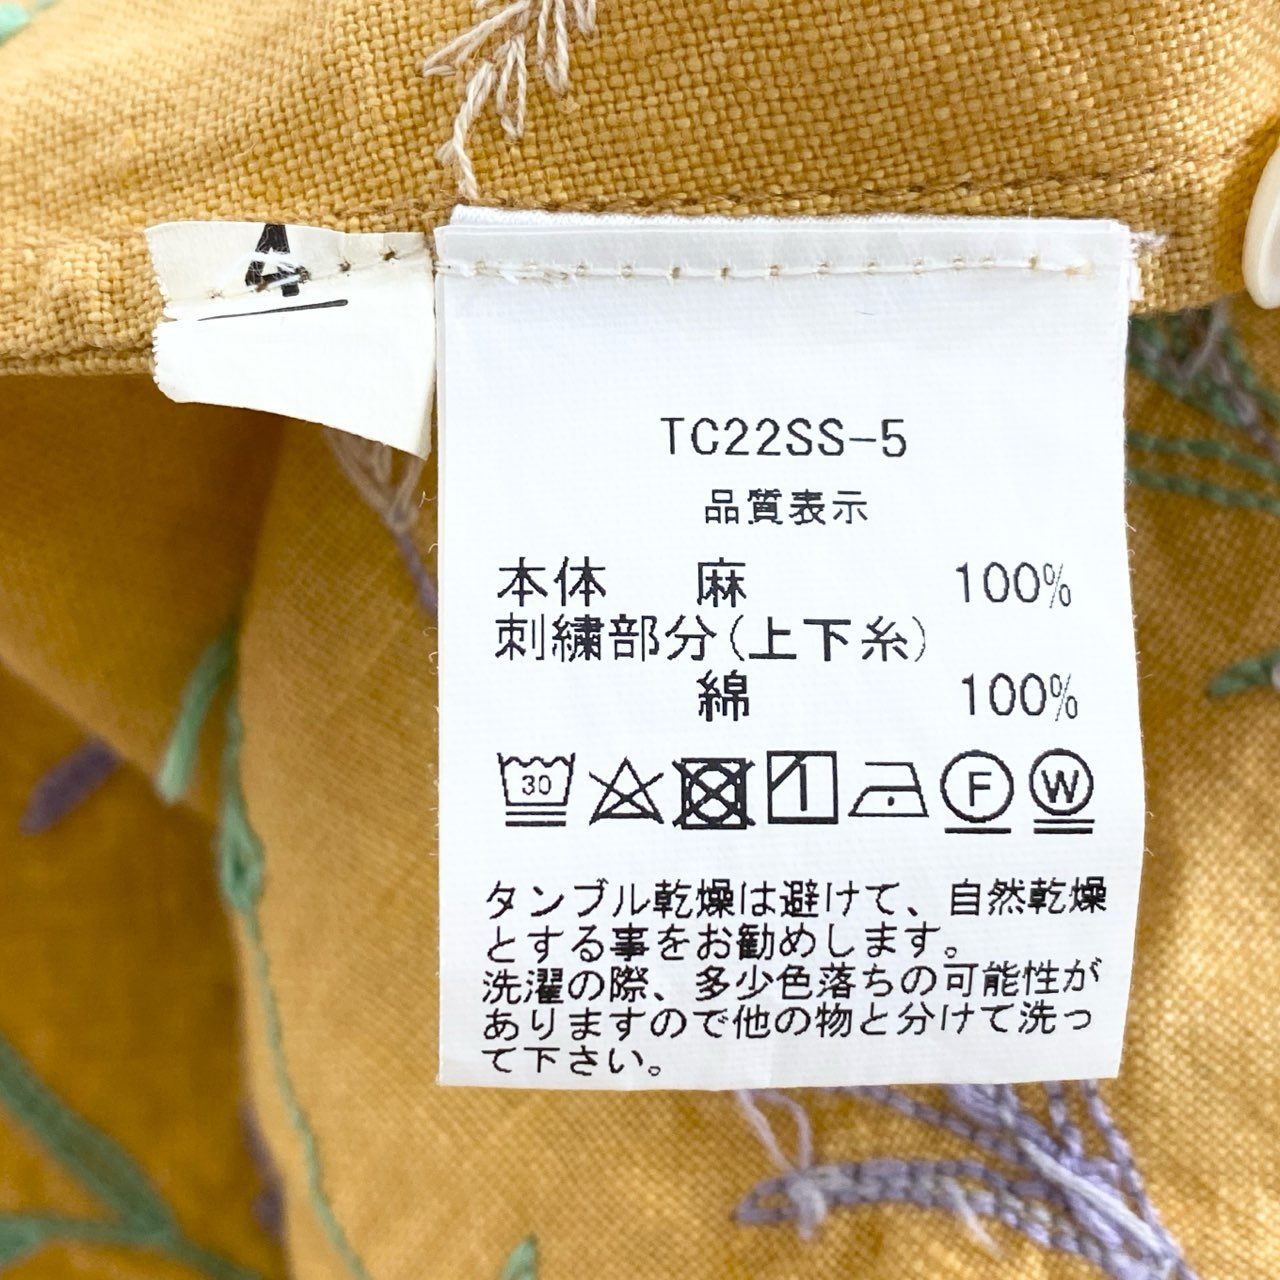 4
TC22SS-5
品質表示
本体 麻 100%
刺繍部分(上下糸)
綿 100%
30 F W
タンブル乾燥は避けて、自然乾燥
とする事をお勧めします。
洗濯の際、多少色落ちの可能性が
ありますので他の物と分けて洗っ
て下さい。